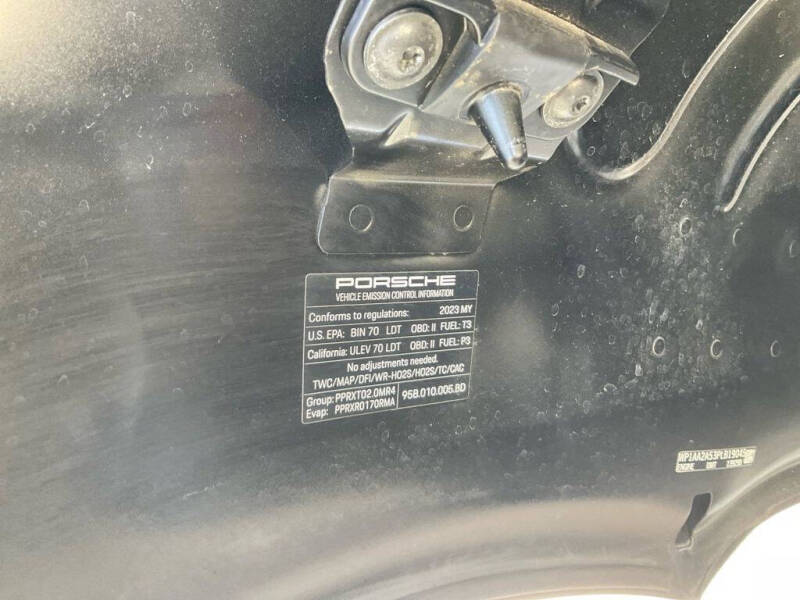 PORSCHE
VEHICLE EMISSION CONTROL INFORMATION
Conforms to regulations: 2023 MY
U.S. EPA: BIN 70 LDT OBD: II FUEL: T3
California: ULEV 70 LDT OBD: II FUEL: P3
No adjustments needed.
TWC/MAP/DFI/WR-HO2S/HO2S/TC/CAC
Group: PPRXT02.0MR4
Evap: PPRXR0170RMA
95B.010.005.BD
ENGINE